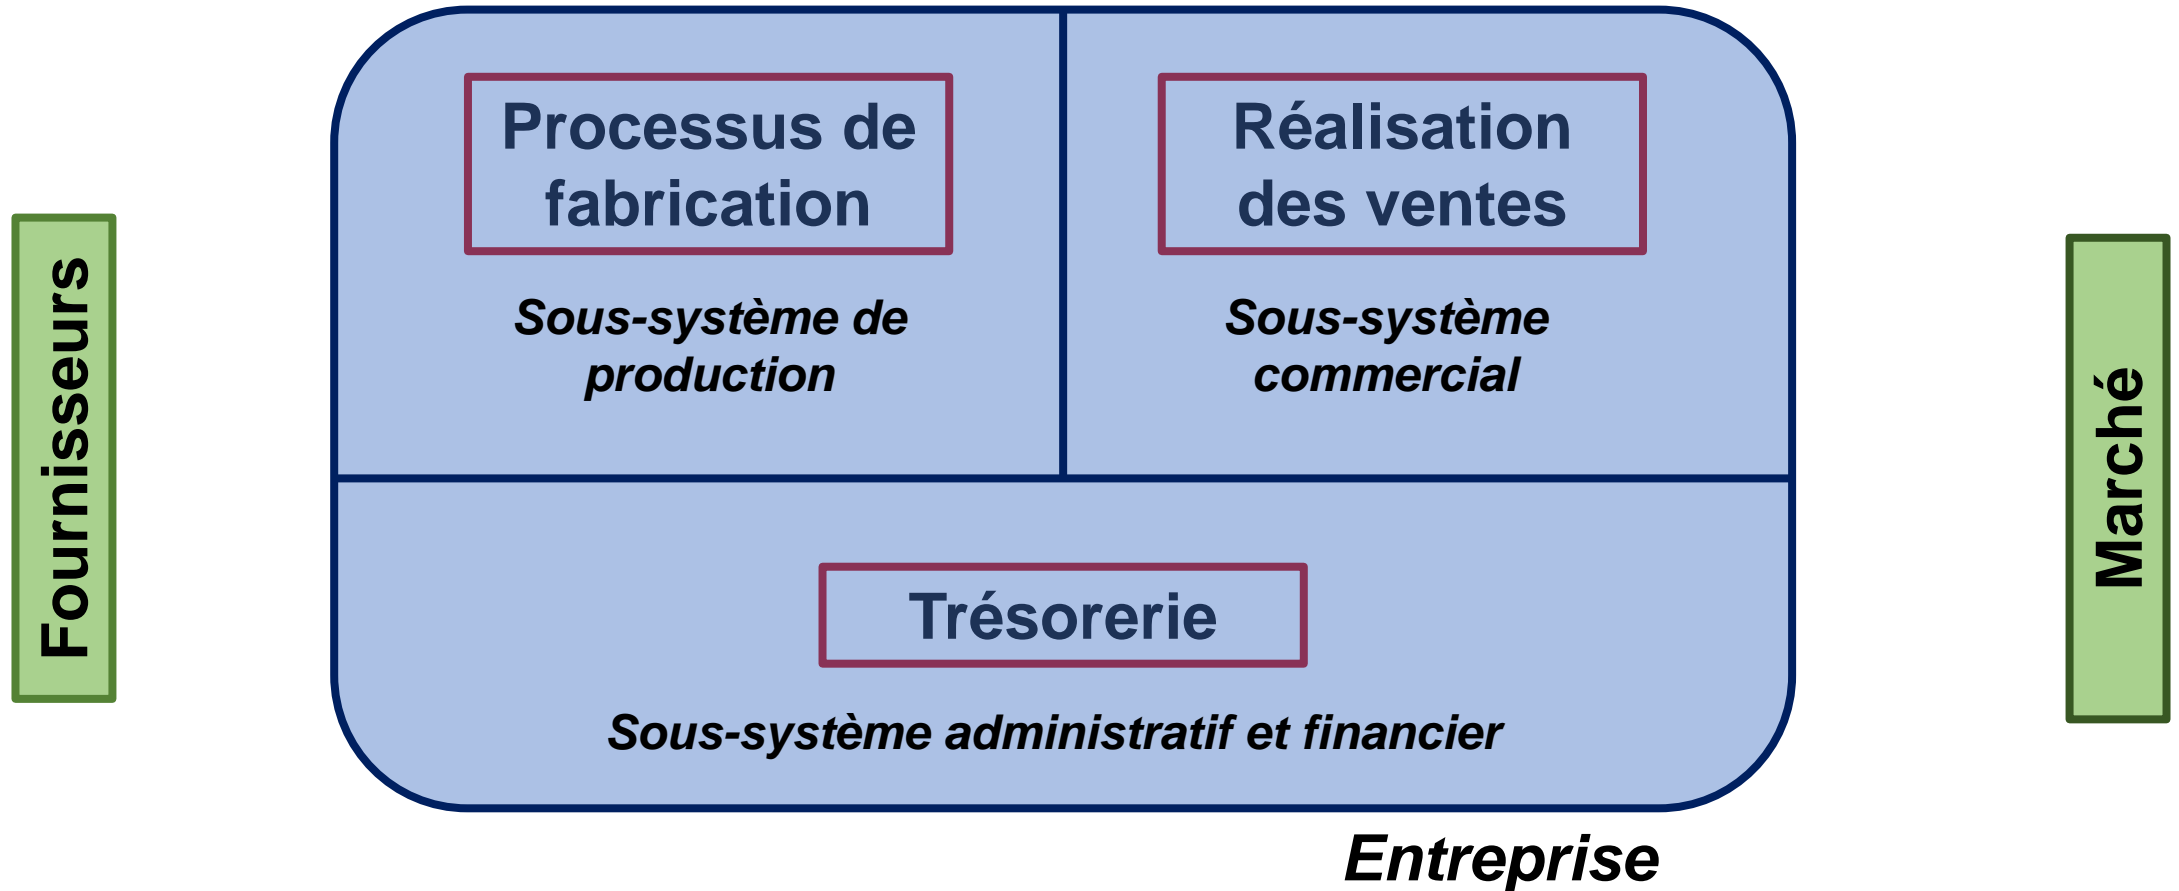 Fournisseurs
Processus de
fabrication
Sous-système de
production
Réalisation
des ventes
Sous-système
commercial
Trésorerie
Sous-système administratif et financier
Marché
Entreprise